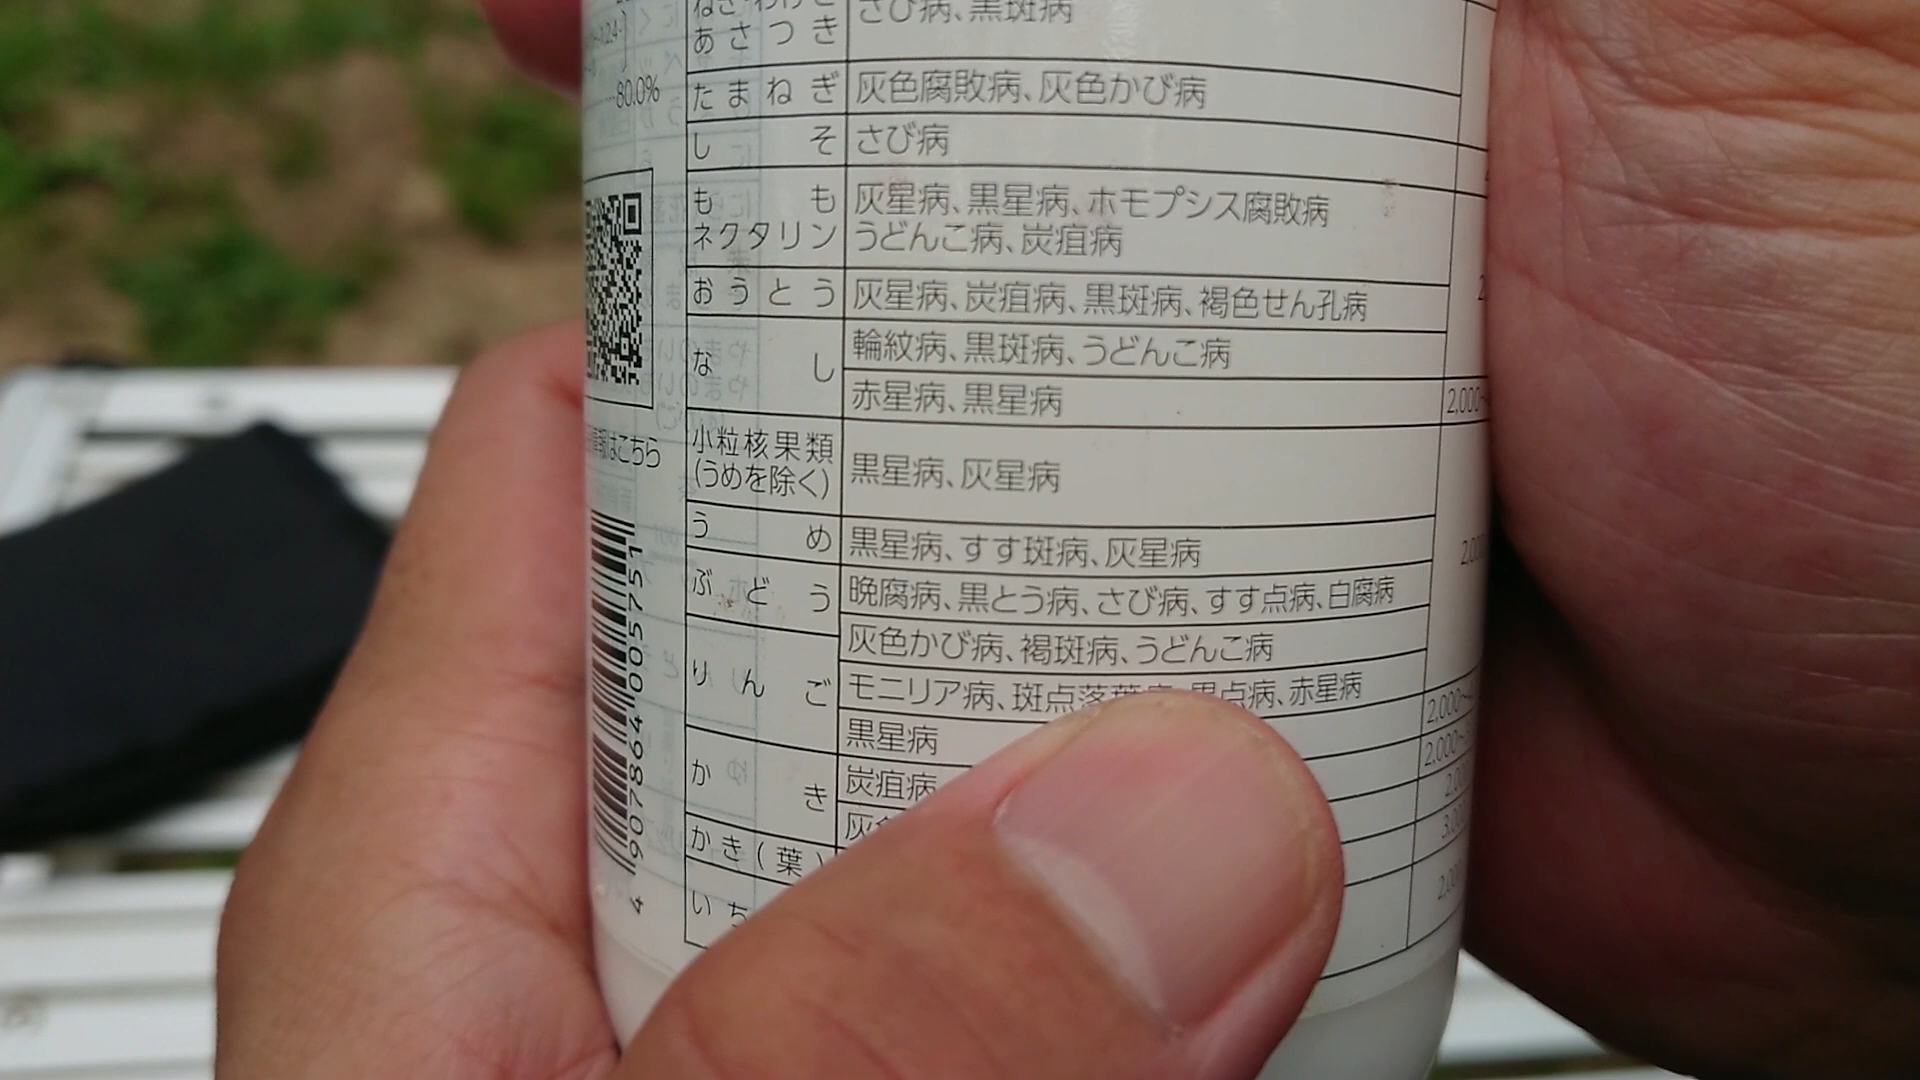 さび病、黒斑病
あさつき
80.0%
たまねぎ 灰色腐敗病、灰色かび病
しそ さび病
もも 灰星病、黒星病、ホモプシス腐敗病
ネクタリン うどんこ病、炭疽病
おうとう 灰星病、炭疽病、黒斑病、褐色せん孔病
なし 輪紋病、黒斑病、うどんこ病
赤星病、黒星病 2,000~
小粒核果類
(うめを除く) 黒星病、灰星病
はこちら
うめ 黒星病、すす斑病、灰星病
ぶどう 晩腐病、黒とう病、さび病、すす点病、白腐病
灰色かび病、褐斑病、うどんこ病
りんご モニリア病、斑点落葉 黒点病、赤星病
2,000~
黒星病 2,000~
かき 炭疽病
灰
かき(葉)
いち
4 907864 005751